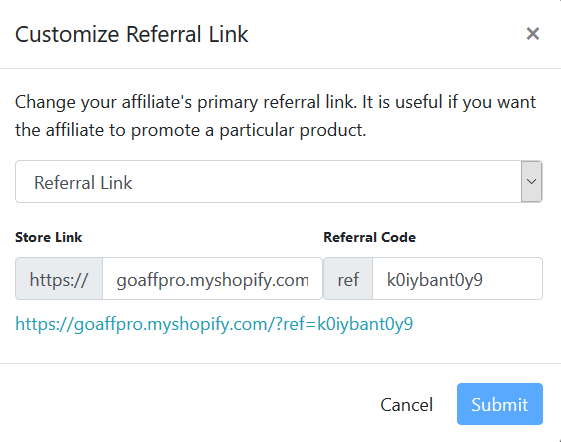 Customize Referral Link ×
Change your affiliate's primary referral link. It is useful if you want
the affiliate to promote a particular product.
Referral Link
Store Link Referral Code
https:// goaffpro.myshopify.com ref k0iybant0y9
https://goaffpro.myshopify.com/?ref=k0iybant0y9
Cancel Submit